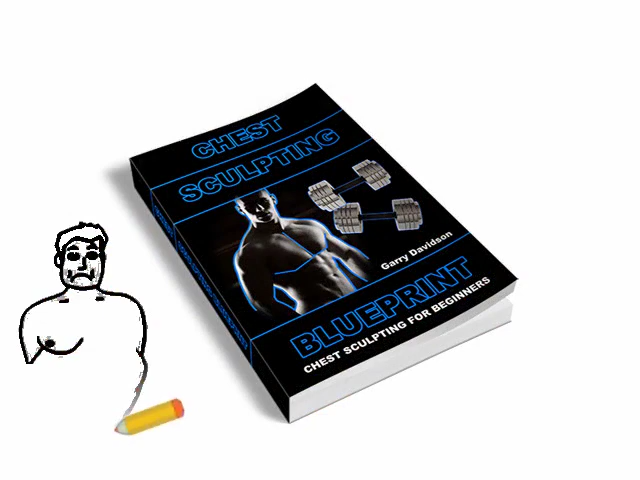 CHEST
SCULPTING
Garry Davidson
BLUEPRINT
CHEST SCULPTING FOR BEGINNERS